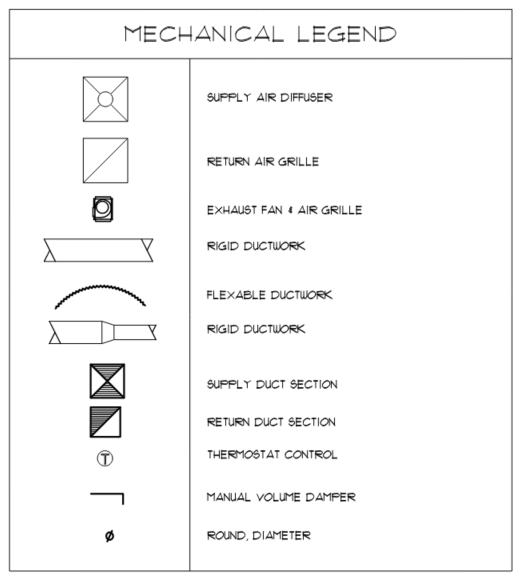 MECHANICAL LEGEND
SUPPLY AIR DIFFUSER
RETURN AIR GRILLE
EXHAUST FAN & AIR GRILLE
RIGID DUCTWORK
FLEXABLE DUCTWORK
RIGID DUCTWORK
SUPPLY DUCT SECTION
RETURN DUCT SECTION
T THERMOSTAT CONTROL
MANUAL VOLUME DAMPER
Ø ROUND, DIAMETER